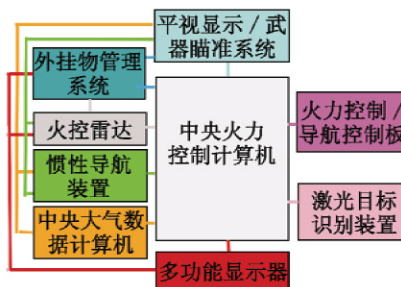 平视显示/武
器瞄准系统
外挂物管理
系统
火控雷达
惯性导航
装置
中央大气数
据计算机
中央火力
控制计算机
火力控制/
导航控制板
激光目标
识别装置
多功能显示器